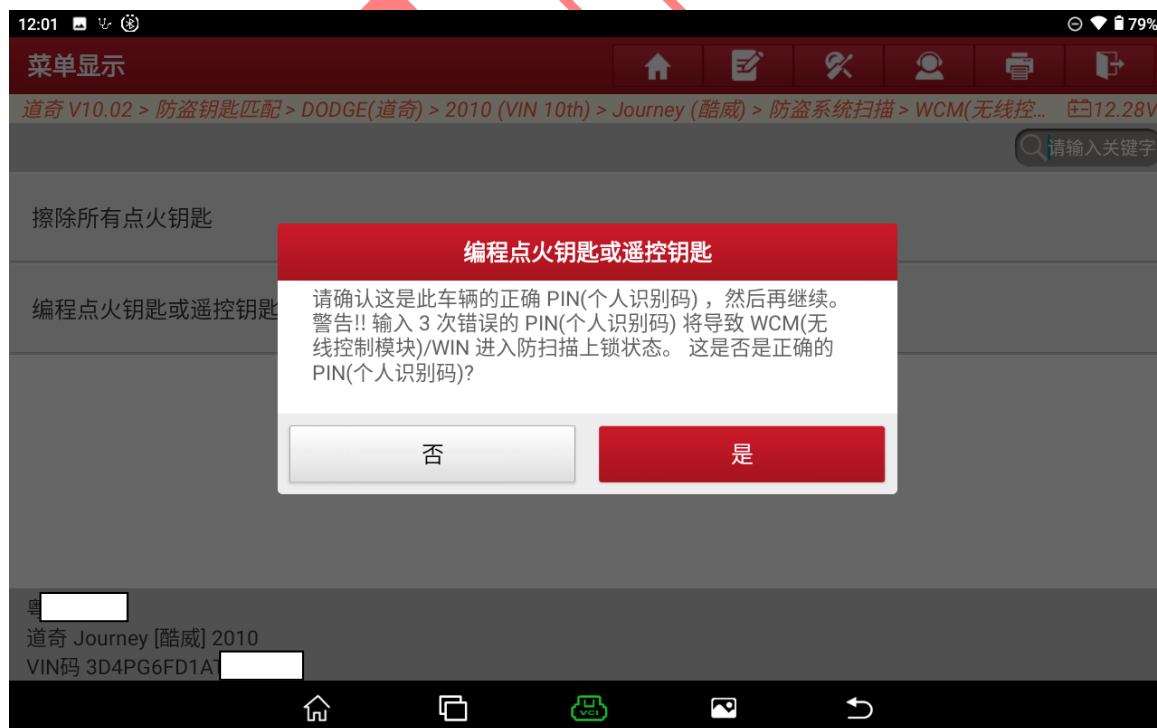 12:01
79%
菜单显示
道奇 V10.02 > 防盗钥匙匹配 > DODGE(道奇) > 2010 (VIN 10th) > Journey (酷威) > 防盗系统扫描 > WCM(无线控...
12.28V
请输入关键字
擦除所有点火钥匙
编程点火钥匙或遥控钥匙
编程点火钥匙或遥控钥匙
请确认这是此车辆的正确 PIN(个人识别码) ，然后再继续。
警告!! 输入 3 次错误的 PIN(个人识别码) 将导致 WCM(无
线控制模块)/WIN 进入防扫描上锁状态。 这是否是正确的
PIN(个人识别码)?
否
是
粤
道奇 Journey [酷威] 2010
VIN码 3D4PG6FD1AT
VCI